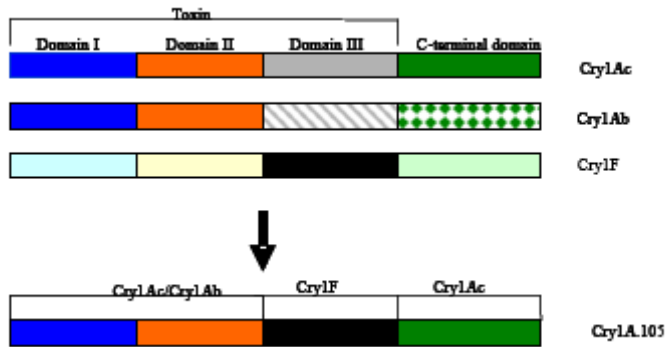 Toxin
Domain I Domain II Domain III C-terminal domain
Cry1Ac
Cry1Ab
Cry1F
Cry1Ac/Cry1Ab Cry1F Cry1Ac
Cry1A.105